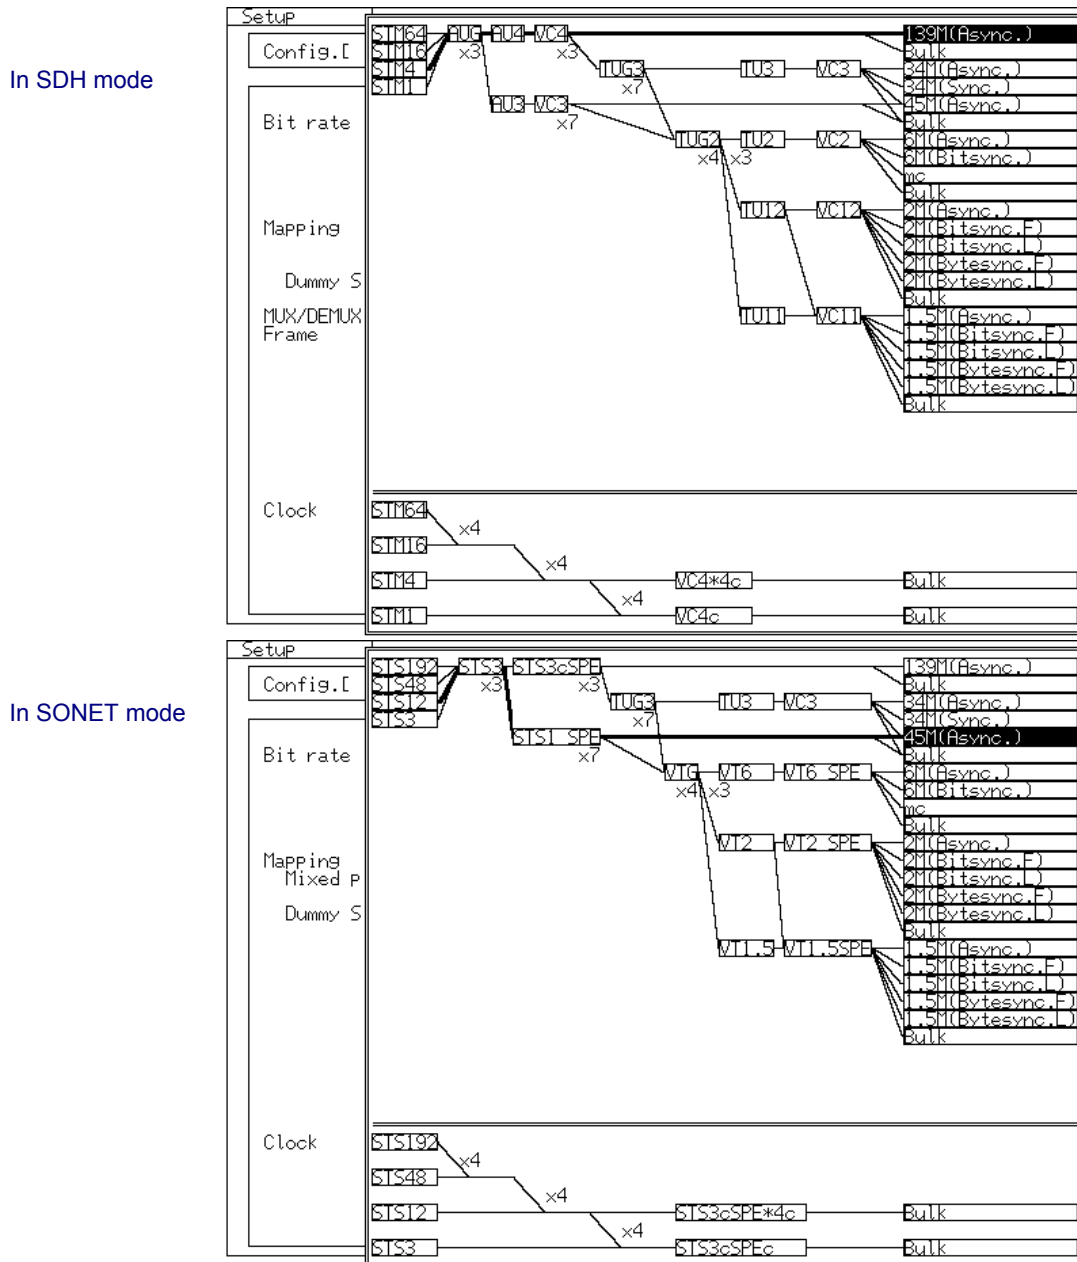 In SDH mode
Setup
Config.[
Bit rate
Mapping
Dummy S
MUX/DEMUX
Frame
Clock
STM64 AUG AU4 VC4 139M(Async.)
x3 x3
STM16 Bulk
STM4 TUG3 TU3 VC3 34M(Async.)
STM1 x7 34M(Sync.)
AU3 VC3 45M(Async.)
x7 Bulk
TUG2 TU2 VC2 6M(Async.)
x4 x3 6M(Bitsync.)
mc
Bulk
TU12 VC12 2M(Async.)
2M(Bitsync.F)
2M(Bitsync.L)
2M(Bytesync.F)
2M(Bytesync.L)
Bulk
TU11 VC11 1.5M(Async.)
1.5M(Bitsync.F)
1.5M(Bitsync.L)
1.5M(Bytesync.F)
1.5M(Bytesync.L)
Bulk
STM64
x4
STM16
x4
STM4 VC4*4c Bulk
x4
STM1 VC4c Bulk
In SONET mode
Setup
Config.[
Bit rate
Mapping
Mixed p
Dummy S
Clock
STS192 STS3 STS3cSPE 139M(Async.)
STS48 x3 x3 Bulk
STS12 TUG3 TU3 VC3 34M(Async.)
STS3 x7 34M(Sync.)
STS1 SPE 45M(Async.)
x7 Bulk
VTG VT6 VT6 SPE 6M(Async.)
x4 x3 6M(Bitsync.)
mc
Bulk
VT2 VT2 SPE 2M(Async.)
2M(Bitsync.F)
2M(Bitsync.L)
2M(Bytesync.F)
2M(Bytesync.L)
Bulk
VT1.5 VT1.5SPE 1.5M(Async.)
1.5M(Bitsync.F)
1.5M(Bitsync.L)
1.5M(Bytesync.F)
1.5M(Bytesync.L)
Bulk
STS192
x4
STS48
x4
STS12 STS3cSPE*4c Bulk
x4
STS3 STS3cSPEc Bulk